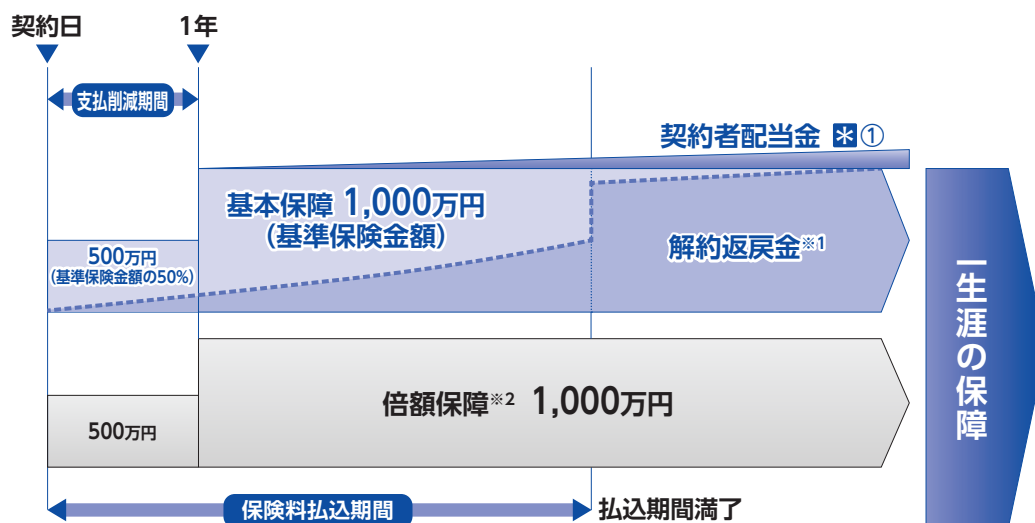 契約日
1年
支払削減期間
契約者配当金 *①
基本保障 1,000万円
(基準保険金額)
500万円
(基準保険金額の50%)
解約返戻金※1
一生涯の保障
倍額保障※2 1,000万円
500万円
保険料払込期間
払込期間満了